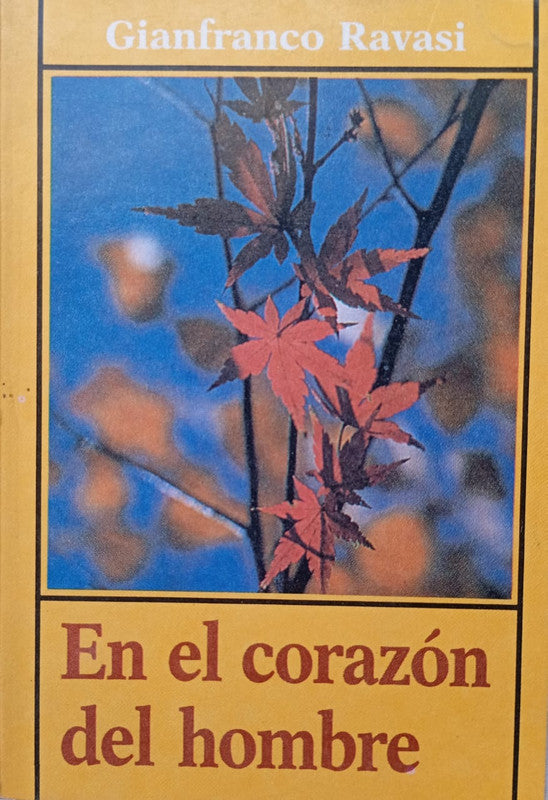 Gianfranco Ravasi
En el corazón
del hombre